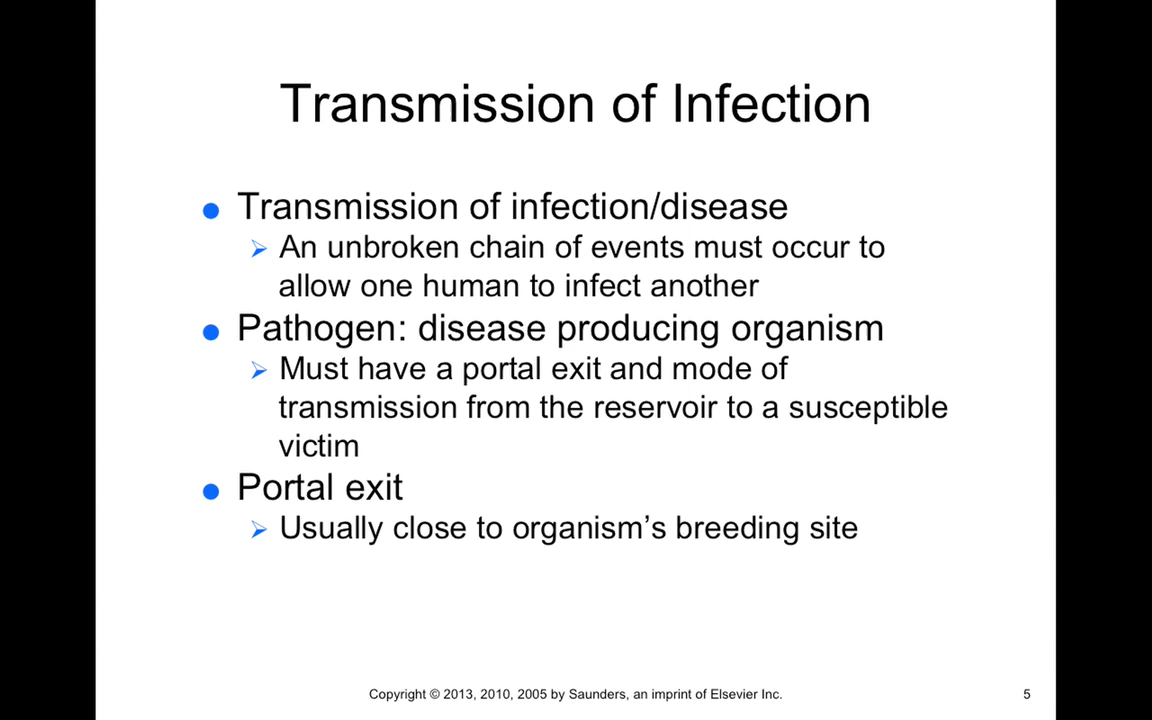 Transmission of Infection
Transmission of infection/disease
An unbroken chain of events must occur to
allow one human to infect another
Pathogen: disease producing organism
Must have a portal exit and mode of
transmission from the reservoir to a susceptible
victim
Portal exit
Usually close to organism's breeding site
Copyright © 2013, 2010, 2005 by Saunders, an imprint of Elsevier Inc.
5